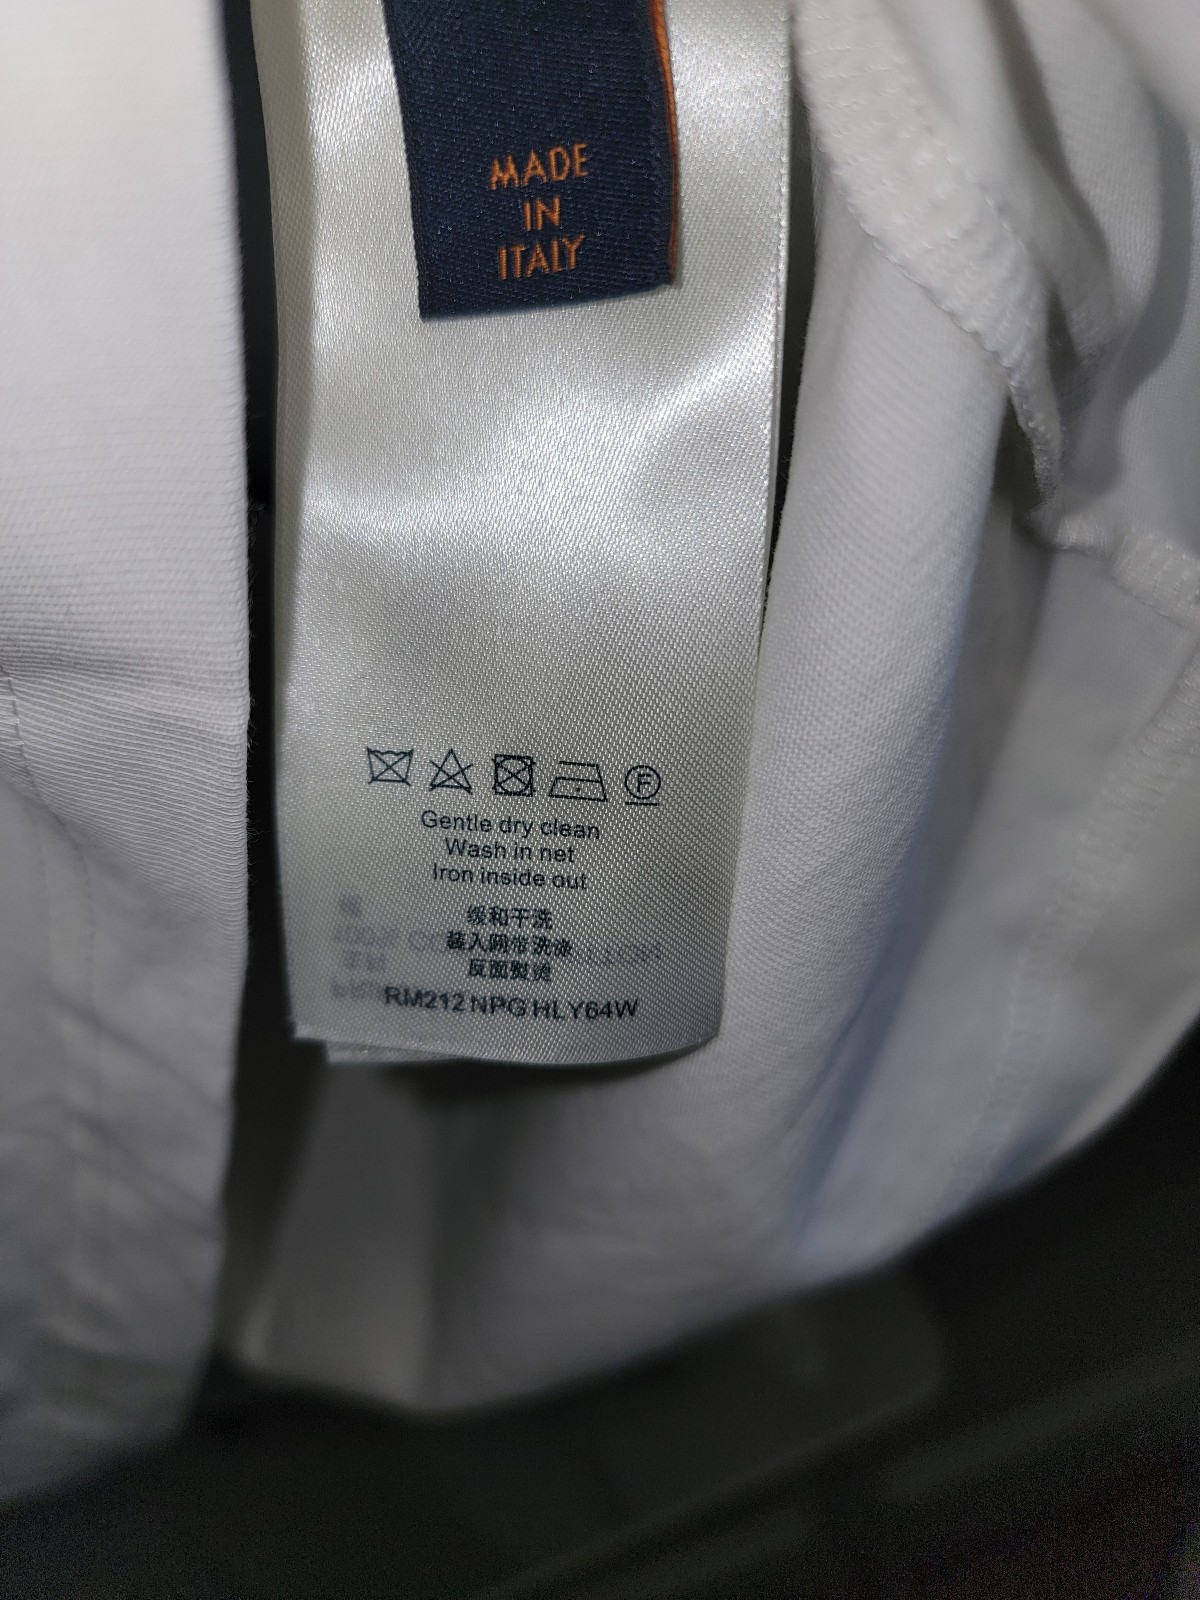 MADE
IN
ITALY
F
Gentle dry clean
Wash in net
Iron inside out
缓和干洗
装入网带洗涤
反面熨烫
RM212 NPG HLY64W